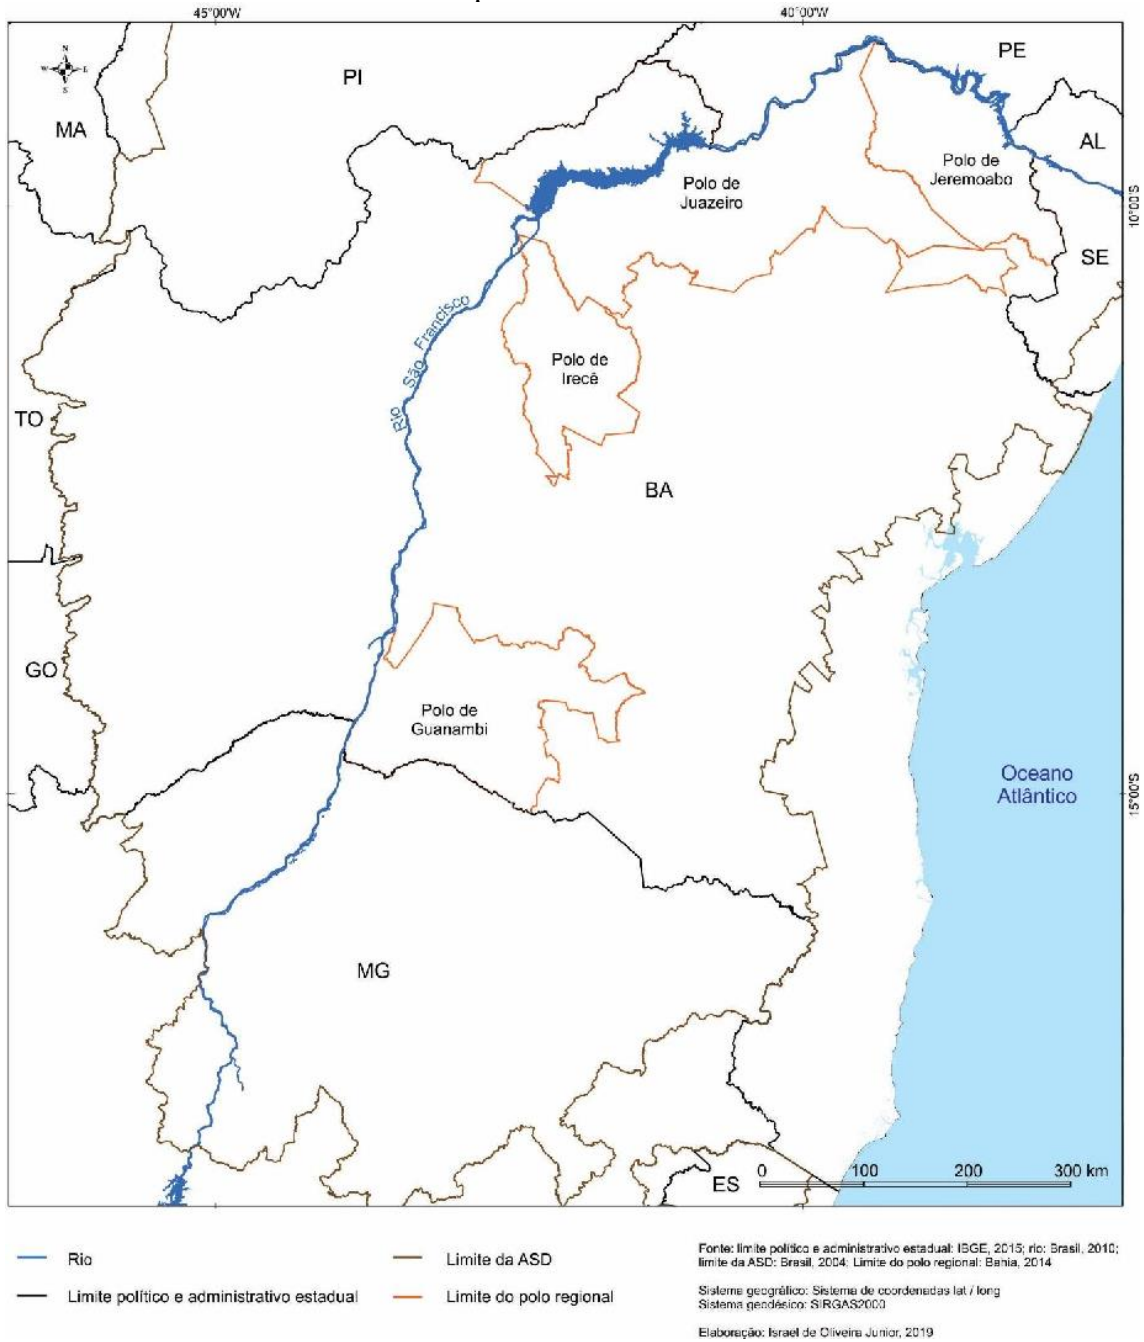 45°00'W
40°00'W
N
W
E
S
PI
PE
MA
AL
Polo de
Juazeiro
Polo de
Jeremoabo
10°00'S
SE
Rio São Francisco
Polo de
Irecê
TO
BA
GO
Polo de
Guanambi
Oceano
Atlântico
15°00'S
MG
ES
0 100 200 300 km
Rio
Limite político e administrativo estadual
Limite da ASD
Limite do polo regional
Fonte: limite político e administrativo estadual: IBGE, 2015; rio: Brasil, 2010;
limite da ASD: Brasil, 2004; Limite do polo regional: Bahia, 2014
Sistema geográfico: Sistema de coordenadas lat / long
Sistema geodésico: SIRGAS2000
Elaboração: Israel de Oliveira Junior, 2019